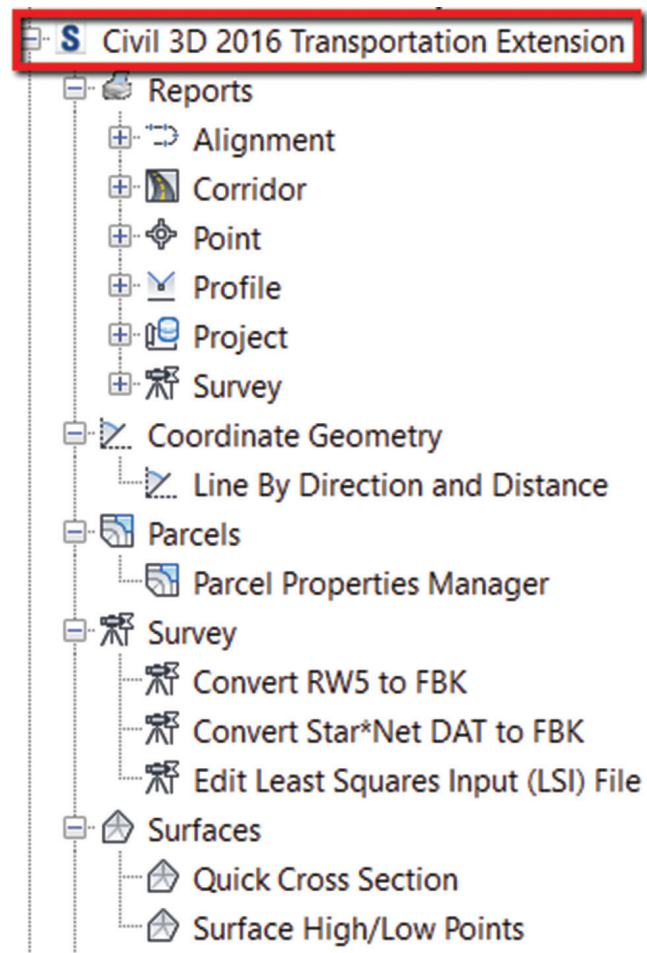 Civil 3D 2016 Transportation Extension
Reports
Alignment
Corridor
Point
Profile
Project
Survey
Coordinate Geometry
Line By Direction and Distance
Parcels
Parcel Properties Manager
Survey
Convert RW5 to FBK
Convert Star*Net DAT to FBK
Edit Least Squares Input (LSI) File
Surfaces
Quick Cross Section
Surface High/Low Points